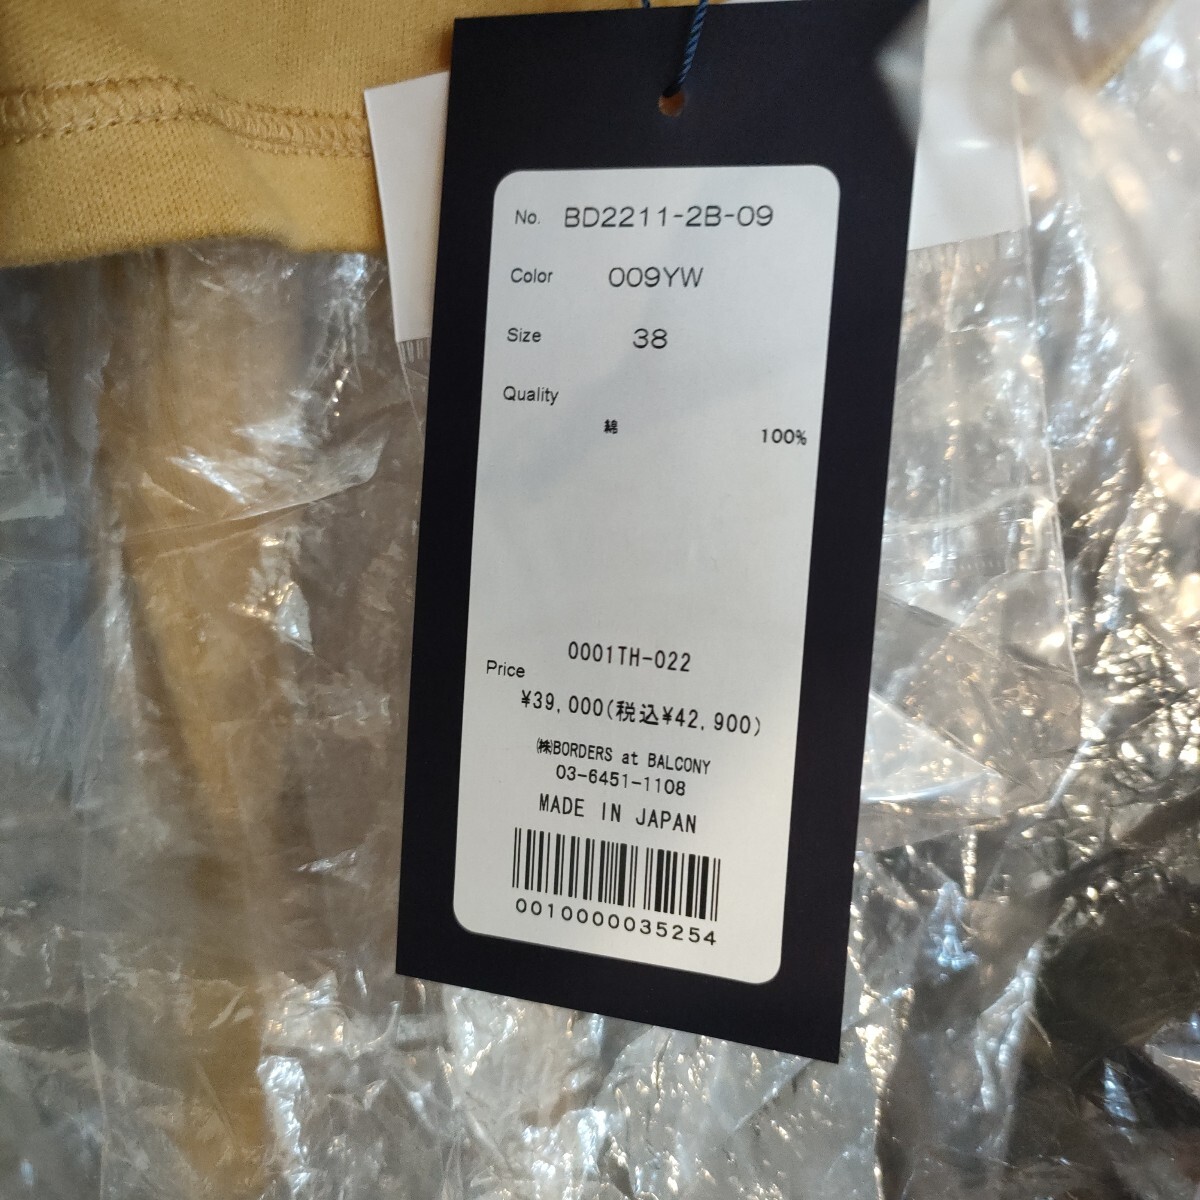 No. BD2211-2B-09
Color 009YW
Size 38
Quality
綿 100%
0001TH-022
Price
¥39,000(税込¥42,900)
㈱BORDERS at BALCONY
03-6451-1108
MADE IN JAPAN
0010000035254